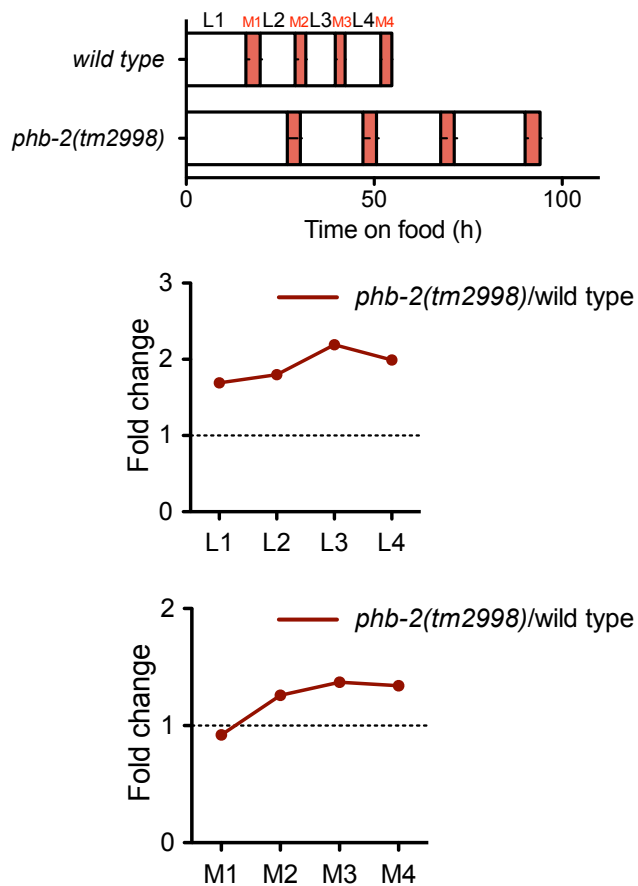 L1 M1 L2 M2 L3 M3 L4 M4
wild type
phb-2(tm2998)
0 50 100
Time on food (h)
3
phb-2(tm2998)/wild type
2
1
0
Fold change
L1 L2 L3 L4
2
phb-2(tm2998)/wild type
1
0
Fold change
M1 M2 M3 M4